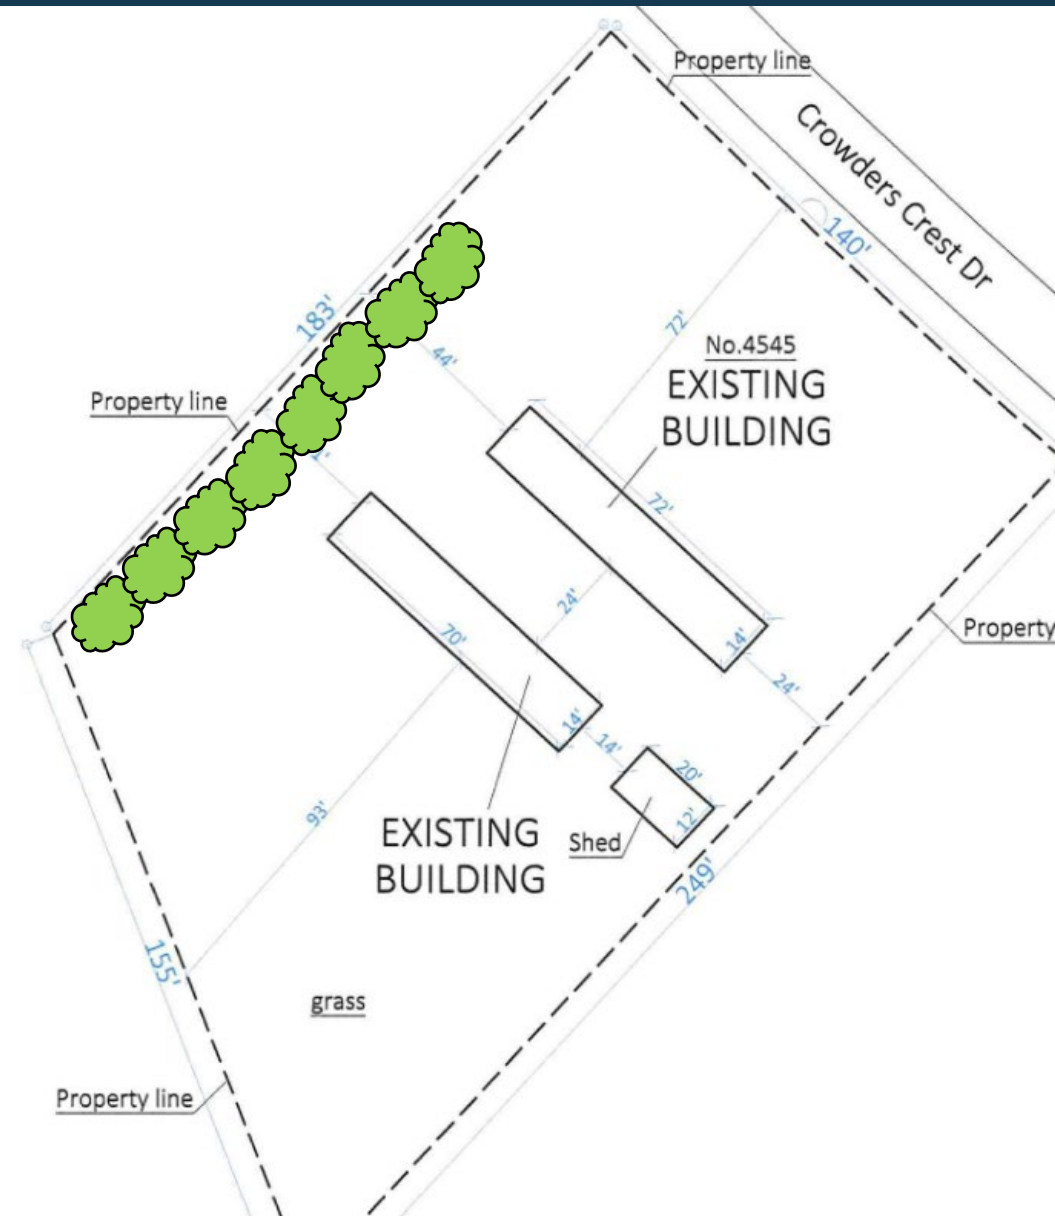 Property line
Crowders Crest Dr
140'
183'
72'
44'
No.4545
EXISTING
BUILDING
Property line
72'
24'
70'
14'
Property
24'
14'
14'
20'
12'
93'
EXISTING
BUILDING
Shed
249'
155'
grass
Property line